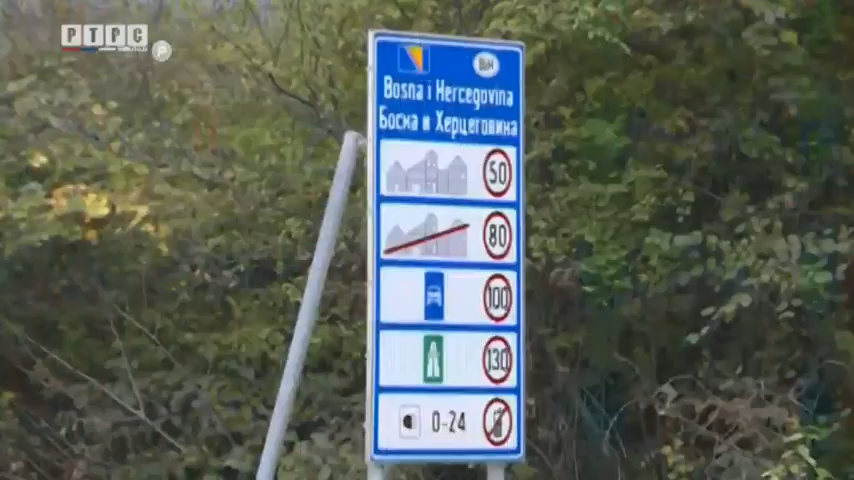 РТРС
BiH
Bosna i Hercegovina
Босна и Херцеговина
50
80
100
130
0-24